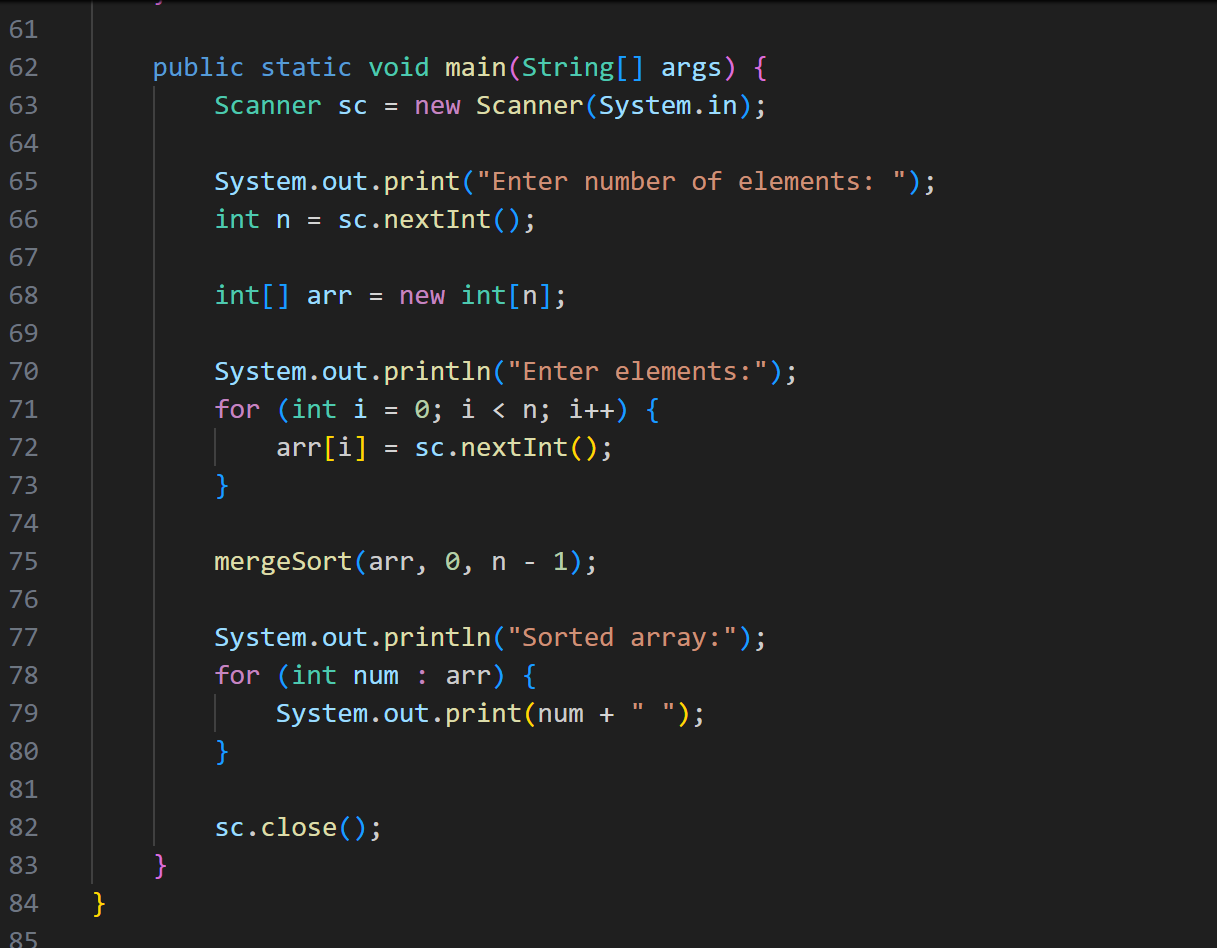 61
62 public static void main(String[] args) {
63 Scanner sc = new Scanner(System.in);
64
65 System.out.print("Enter number of elements: ");
66 int n = sc.nextInt();
67
68 int[] arr = new int[n];
69
70 System.out.println("Enter elements:");
71 for (int i = 0; i < n; i++) {
72 arr[i] = sc.nextInt();
73 }
74
75 mergeSort(arr, 0, n - 1);
76
77 System.out.println("Sorted array:");
78 for (int num : arr) {
79 System.out.print(num + " ");
80 }
81
82 sc.close();
83 }
84 }
85